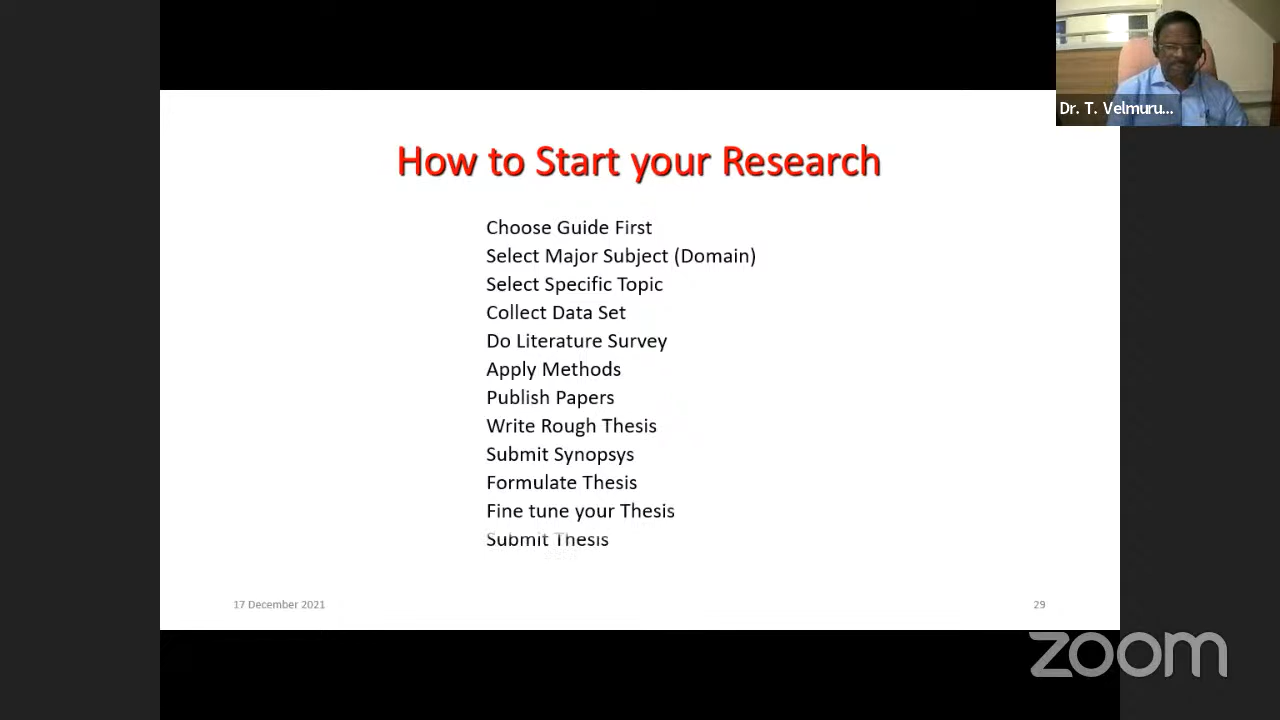 Dr. T. Velmuru...
How to Start your Research
Choose Guide First
Select Major Subject (Domain)
Select Specific Topic
Collect Data Set
Do Literature Survey
Apply Methods
Publish Papers
Write Rough Thesis
Submit Synopsys
Formulate Thesis
Fine tune your Thesis
Submit Thesis
17 December 2021
29
zoom